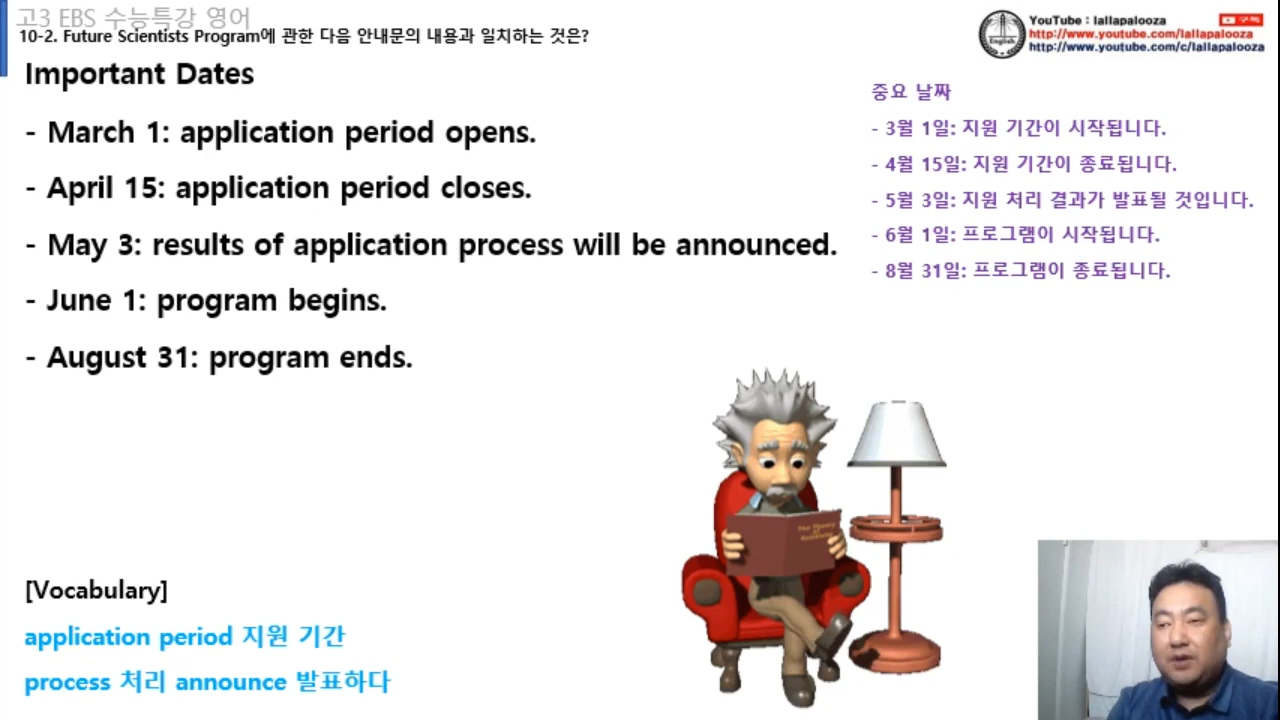 고3 EBS 수능특강 영어
10-2. Future Scientists Program에 관한 다음 안내문의 내용과 일치하는 것은?
YouTube : lallapalooza
구독
http://www.youtube.com/lallapalooza
http://www.youtube.com/c/lallapalooza
English
Important Dates
- March 1: application period opens.
- April 15: application period closes.
- May 3: results of application process will be announced.
- June 1: program begins.
- August 31: program ends.
중요 날짜
- 3월 1일: 지원 기간이 시작됩니다.
- 4월 15일: 지원 기간이 종료됩니다.
- 5월 3일: 지원 처리 결과가 발표될 것입니다.
- 6월 1일: 프로그램이 시작됩니다.
- 8월 31일: 프로그램이 종료됩니다.
The Theory
of
Relativity
[Vocabulary]
application period 지원 기간
process 처리 announce 발표하다